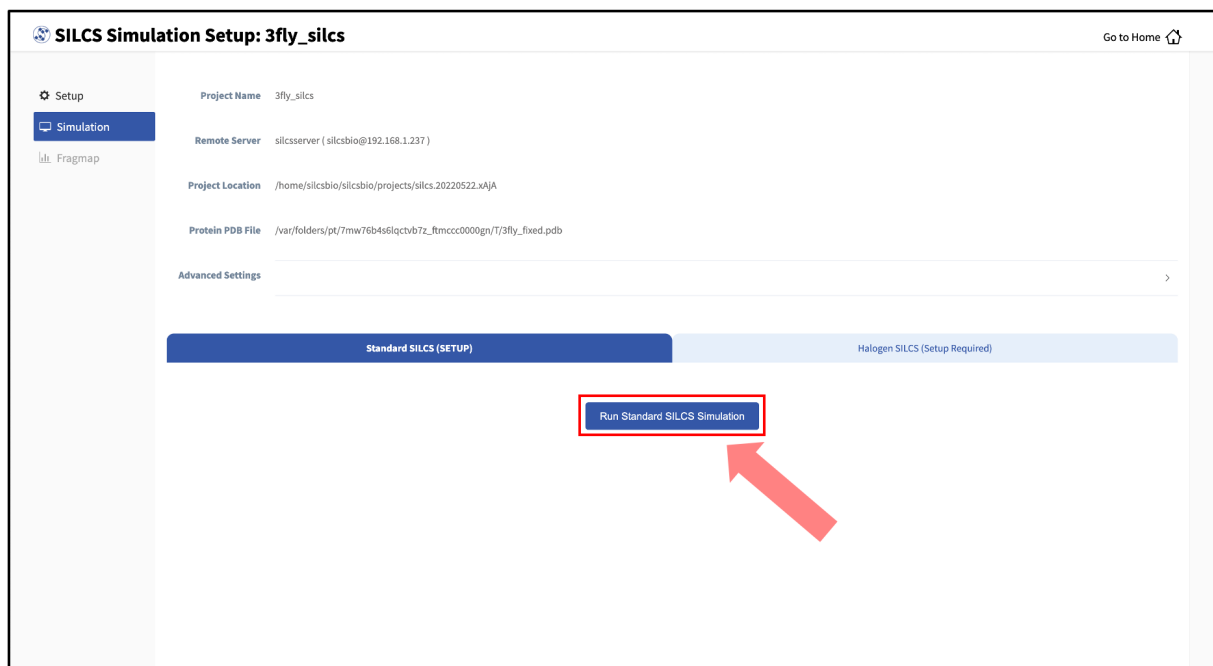 SILCS Simulation Setup: 3fly_silcs
Go to Home
Setup
Simulation
Fragmap
Project Name 3fly_silcs
Remote Server silcsserver ( silcsbio@192.168.1.237 )
Project Location /home/silcsbio/silcsbio/projects/silcs.20220522.xAjA
Protein PDB File /var/folders/pt/7mw76b4s6lqctvb7z_ftmccc0000gn/T/3fly_fixed.pdb
Advanced Settings
Standard SILCS (SETUP)
Halogen SILCS (Setup Required)
Run Standard SILCS Simulation